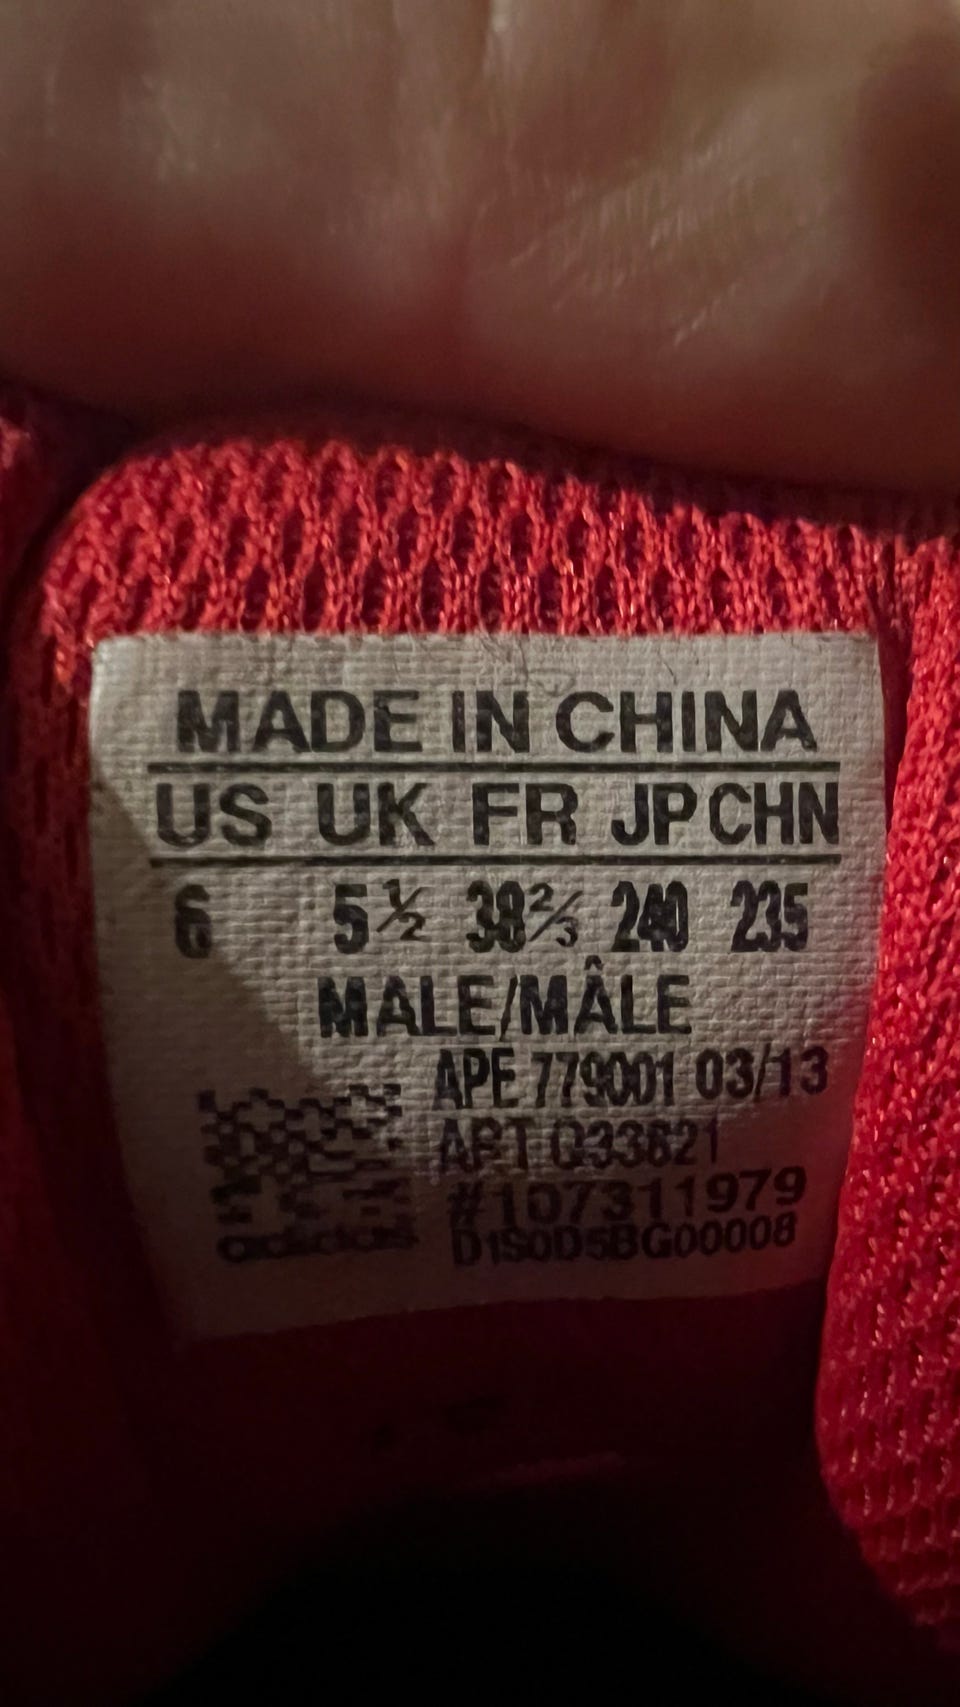 MADE IN CHINA
US UK FR JP CHN
6 5½ 38⅔ 240 235
MALE/MÂLE
APE 779001 03/13
ART Q33621
#107311979
adidas D1S0D5BG00008